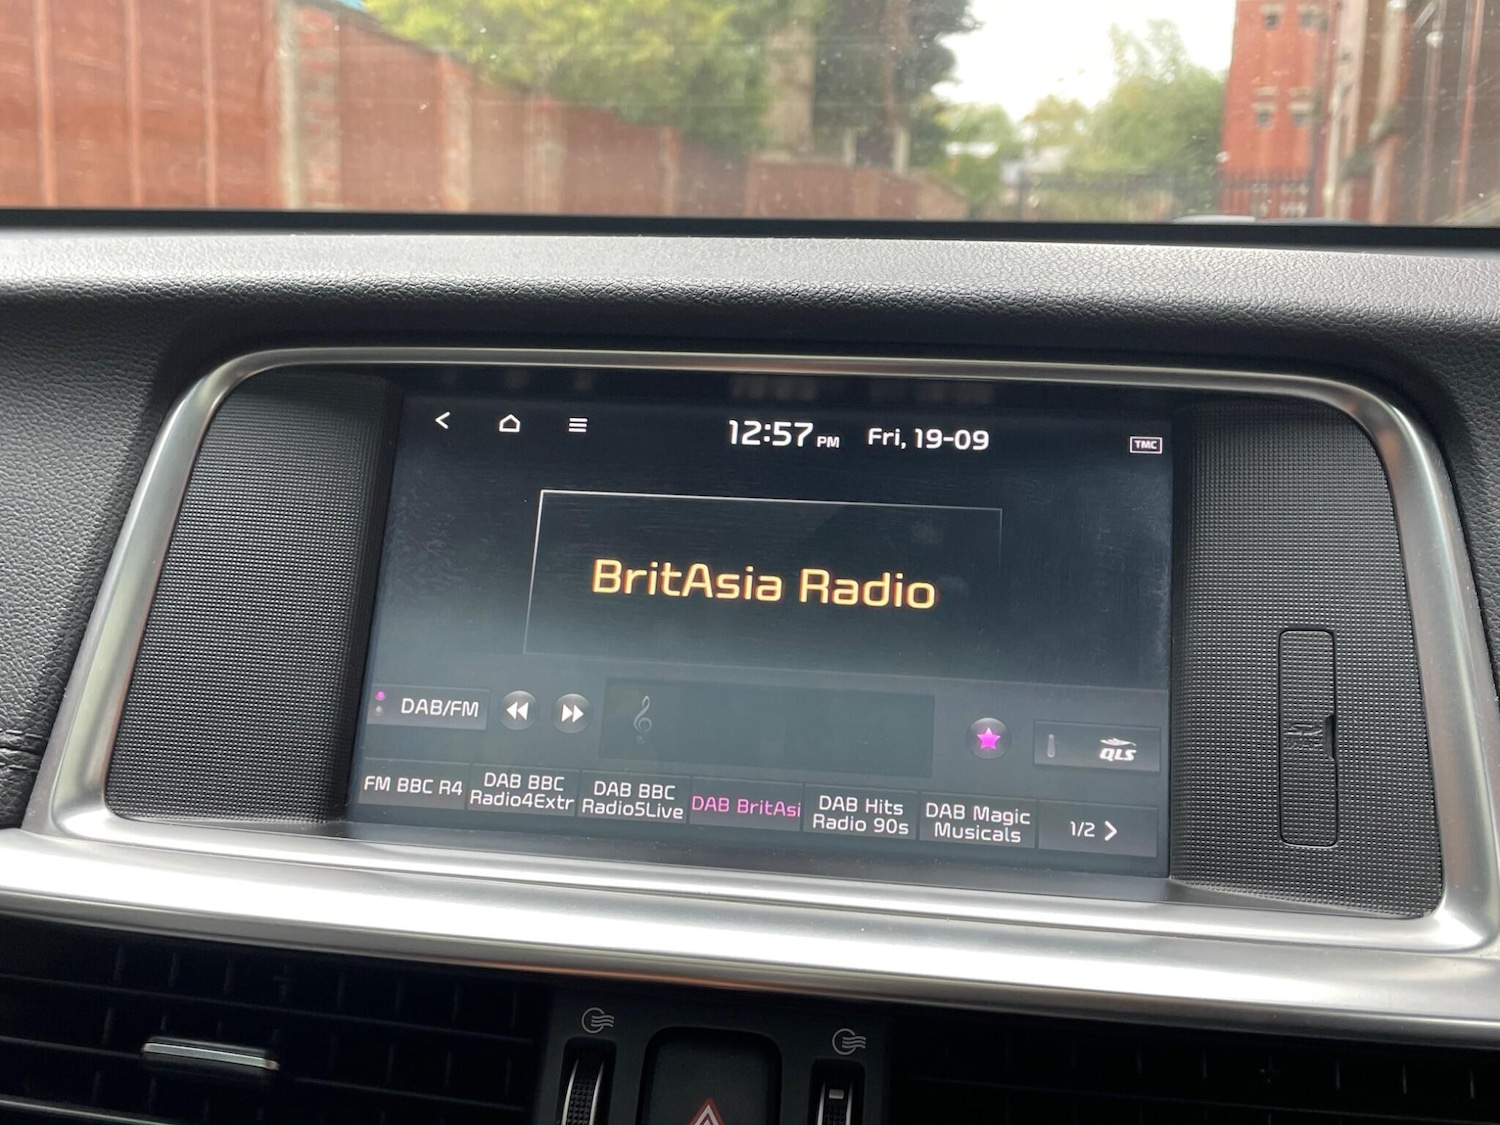 12:57 PM Fri, 19-09
TMC
BritAsia Radio
DAB/FM
QLS
FM BBC R4
DAB BBC
Radio4Extr
DAB BBC
Radio5Live
DAB BritAsi
DAB Hits
Radio 90s
DAB Magic
Musicals
1/2